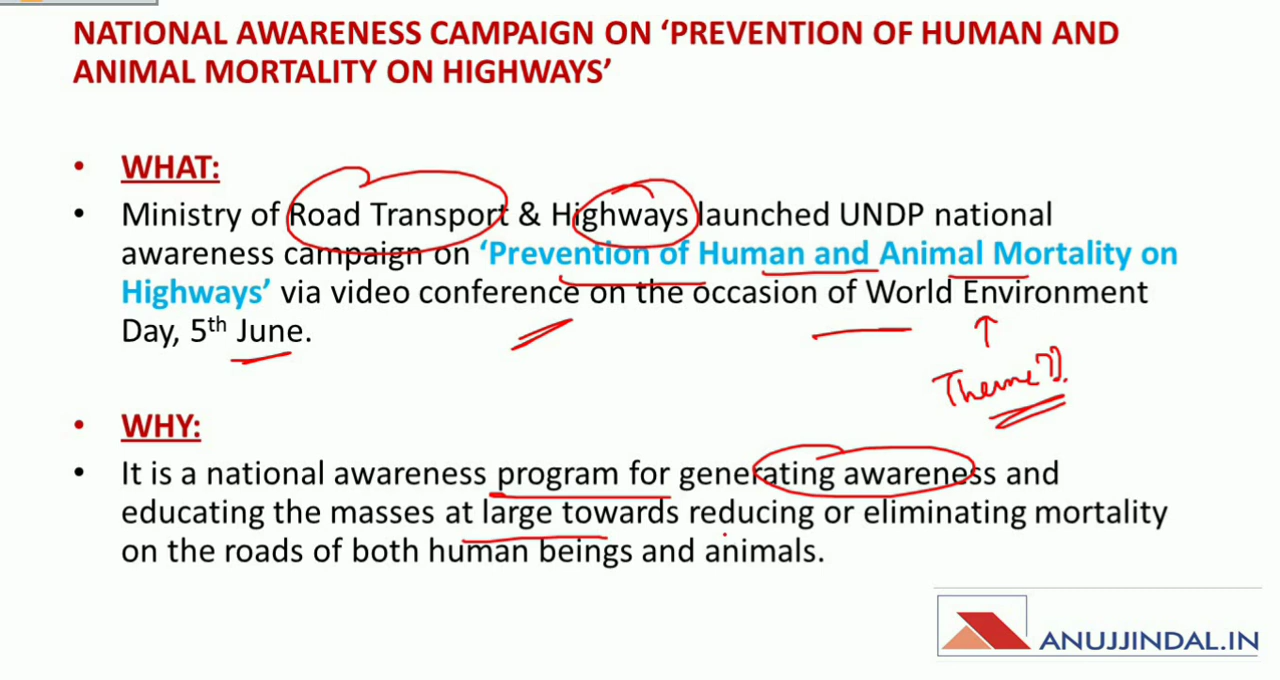 NATIONAL AWARENESS CAMPAIGN ON ‘PREVENTION OF HUMAN AND
ANIMAL MORTALITY ON HIGHWAYS’
• WHAT:
• Ministry of Road Transport & Highways launched UNDP national
awareness campaign on ‘Prevention of Human and Animal Mortality on
Highways’ via video conference on the occasion of World Environment
Day, 5th June.
Theme??
• WHY:
• It is a national awareness program for generating awareness and
educating the masses at large towards reducing or eliminating mortality
on the roads of both human beings and animals.
ANUJJINDAL.IN